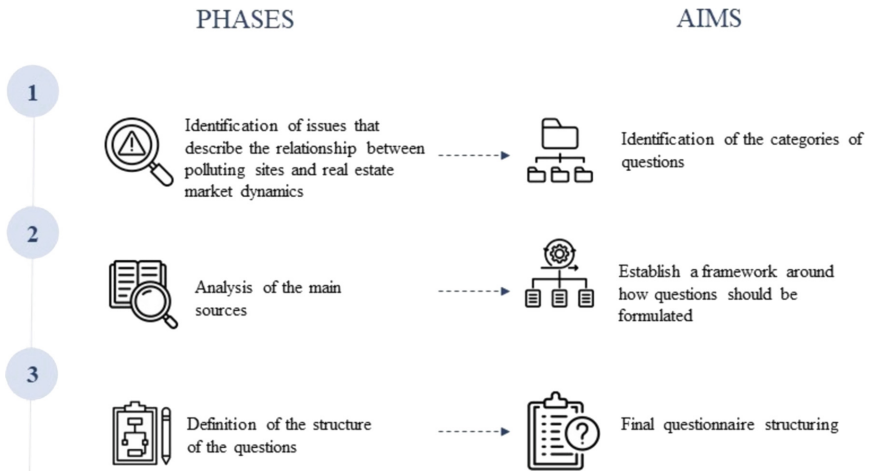 PHASES
AIMS
1
Identification of issues that
describe the relationship between
polluting sites and real estate
market dynamics
Identification of the categories of
questions
2
Analysis of the main
sources
Establish a framework around
how questions should be
formulated
3
Definition of the structure
of the questions
Final questionnaire structuring
?